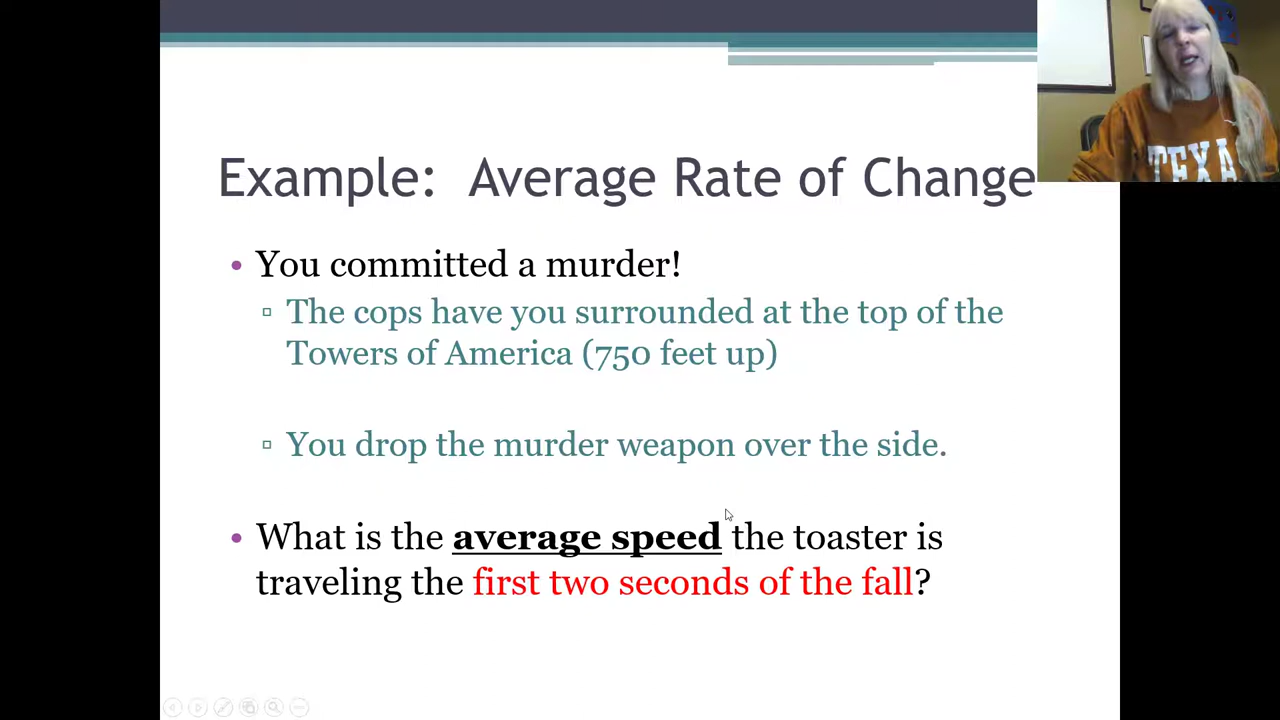 Example: Average Rate of Change
• You committed a murder!
▫ The cops have you surrounded at the top of the
Towers of America (750 feet up)
▫ You drop the murder weapon over the side.
• What is the average speed the toaster is
traveling the first two seconds of the fall?
TEXAS